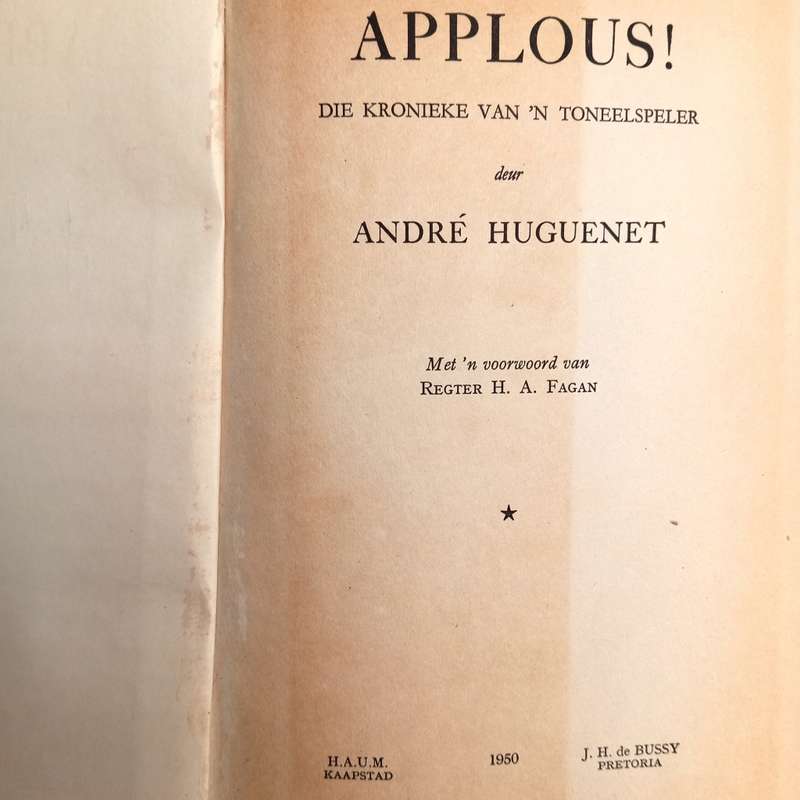 APPLOUS!
DIE KRONIEKE VAN 'N TONEELSPELER
deur
ANDRÉ HUGUENET
Met 'n voorwoord van
REGTER H. A. FAGAN
H.A.U.M.
KAAPSTAD
1950
J. H. de BUSSY
PRETORIA